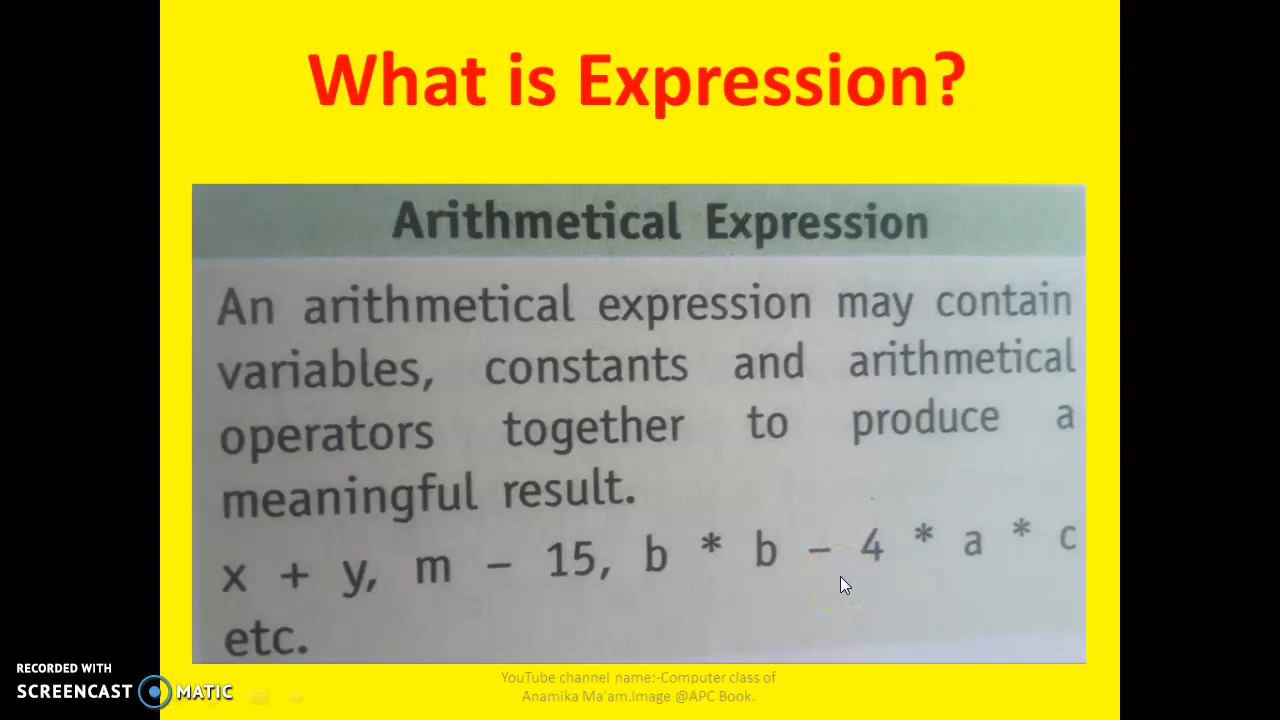 What is Expression?
Arithmetical Expression
An arithmetical expression may contain
variables, constants and arithmetical
operators together to produce a
meaningful result.
x + y, m – 15, b * b – 4 * a * c
etc.
RECORDED WITH
SCREENCAST MATIC
YouTube channel name:-Computer class of
Anamika Ma'am.Image @APC Book.